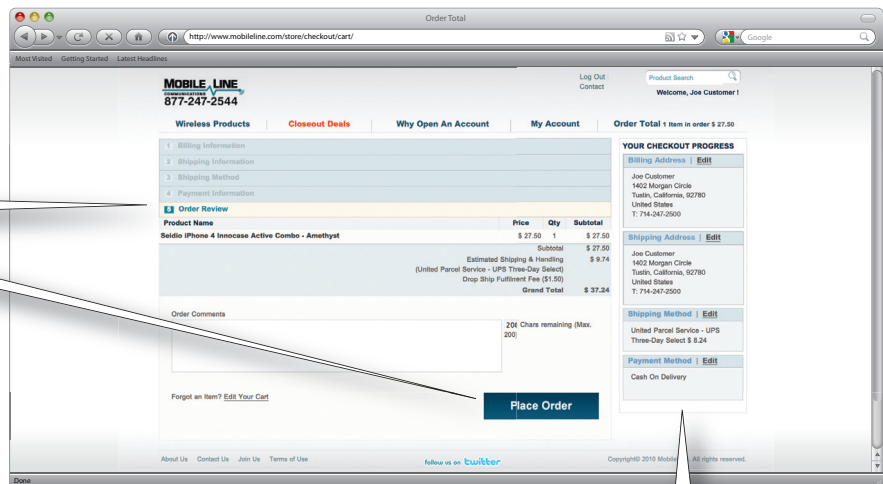 Order Total
http://www.mobileline.com/store/checkout/cart/
Google
Most Visited Getting Started Latest Headlines
MOBILE LINE
COMMUNICATIONS
877-247-2544
Log Out
Contact
Product Search
Welcome, Joe Customer !
Wireless Products Closeout Deals Why Open An Account My Account Order Total 1 Item in order $ 27.50
1 Billing Information
2 Shipping Information
3 Shipping Method
4 Payment Information
5 Order Review
Product Name Price Qty Subtotal
Seidio iPhone 4 Innocase Active Combo - Amethyst $ 27.50 1 $ 27.50
Subtotal $ 27.50
Estimated Shipping & Handling $ 9.74
(United Parcel Service - UPS Three-Day Select)
Drop Ship Fulfilment Fee ($1.50)
Grand Total $ 37.24
Order Comments
200 Chars remaining (Max.
200)
Forgot an Item? Edit Your Cart
Place Order
YOUR CHECKOUT PROGRESS
Billing Address | Edit
Joe Customer
1402 Morgan Circle
Tustin, California, 92780
United States
T: 714-247-2500
Shipping Address | Edit
Joe Customer
1402 Morgan Circle
Tustin, California, 92780
United States
T: 714-247-2500
Shipping Method | Edit
United Parcel Service - UPS
Three-Day Select $ 8.24
Payment Method | Edit
Cash On Delivery
About Us Contact Us Join Us Terms of Use
follow us on twitter
Copyright© 2010 Mobile All rights reserved.
Done